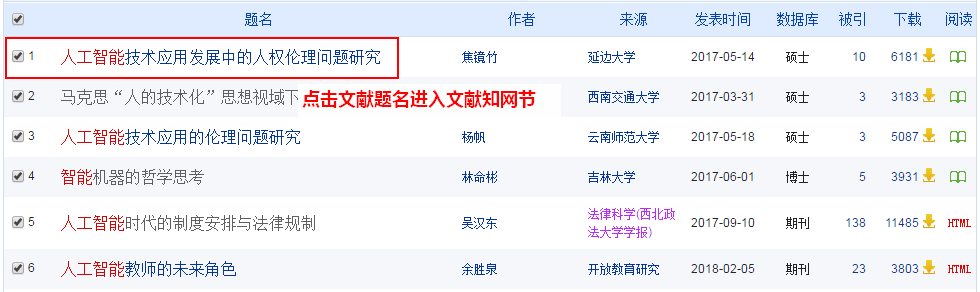 题名 作者 来源 发表时间 数据库 被引 下载 阅读
1 人工智能技术应用发展中的人权伦理问题研究 焦镜竹 延边大学 2017-05-14 硕士 10 6181
2 马克思“人的技术化”思想视域下 点击文献题名进入文献知网节 西南交通大学 2017-03-31 硕士 3 3183
3 人工智能技术应用的伦理问题研究 杨帆 云南师范大学 2017-05-18 硕士 3 5087
4 智能机器的哲学思考 林命彬 吉林大学 2017-06-01 博士 5 3931
5 人工智能时代的制度安排与法律规制 吴汉东 法律科学(西北政 2017-09-10 期刊 138 11485 HTML
法大学学报)
6 人工智能教师的未来角色 余胜泉 开放教育研究 2018-02-05 期刊 23 3803 HTML